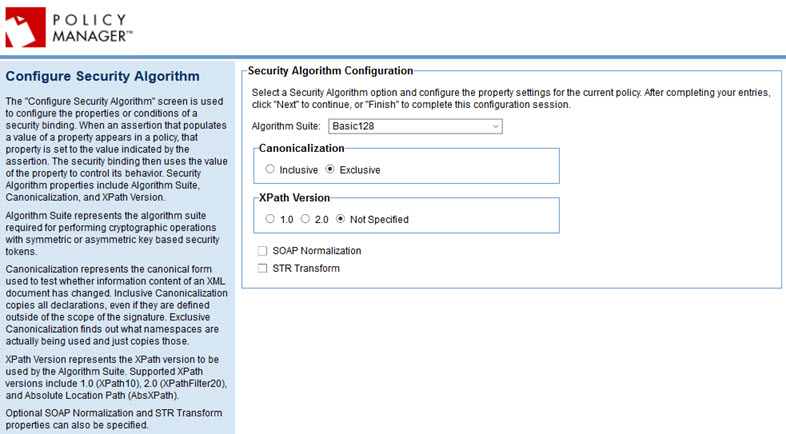 POLICY
MANAGER™
Configure Security Algorithm
The "Configure Security Algorithm" screen is used
to configure the properties or conditions of a
security binding. When an assertion that populates
a value of a property appears in a policy, that
property is set to the value indicated by the
assertion. The security binding then uses the value
of the property to control its behavior. Security
Algorithm properties include Algorithm Suite,
Canonicalization, and XPath Version.
Algorithm Suite represents the algorithm suite
required for performing cryptographic operations
with symmetric or asymmetric key based security
tokens.
Canonicalization represents the canonical form
used to test whether information content of an XML
document has changed. Inclusive Canonicalization
copies all declarations, even if they are defined
outside of the scope of the signature. Exclusive
Canonicalization finds out what namespaces are
actually being used and just copies those.
XPath Version represents the XPath version to be
used by the Algorithm Suite. Supported XPath
versions include 1.0 (XPath10), 2.0 (XPathFilter20),
and Absolute Location Path (AbsXPath).
Optional SOAP Normalization and STR Transform
properties can also be specified.
Security Algorithm Configuration
Select a Security Algorithm option and configure the property settings for the current policy. After completing your entries,
click "Next" to continue, or "Finish" to complete this configuration session.
Algorithm Suite: Basic128
Canonicalization
Inclusive Exclusive
XPath Version
1.0 2.0 Not Specified
SOAP Normalization
STR Transform